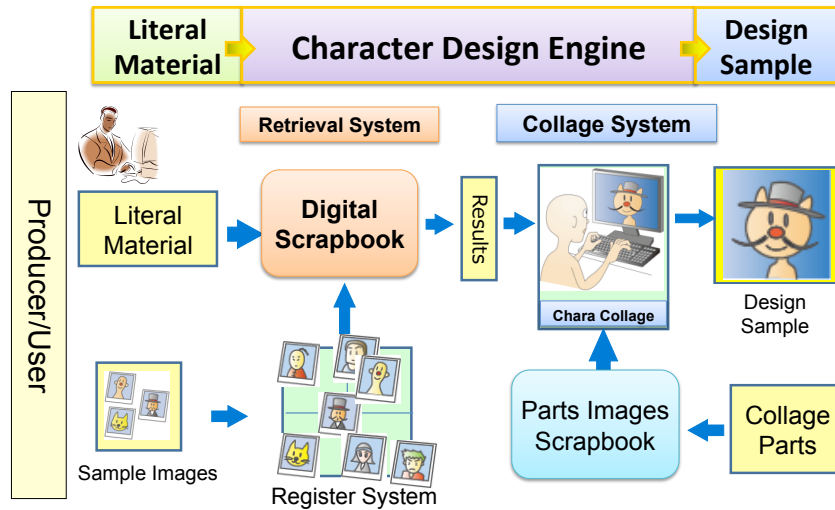 Literal
Material
Character Design Engine
Design
Sample
Producer/User
Retrieval System
Collage System
Literal
Material
Digital
Scrapbook
Results
Chara Collage
Design
Sample
Sample Images
Register System
Parts Images
Scrapbook
Collage
Parts